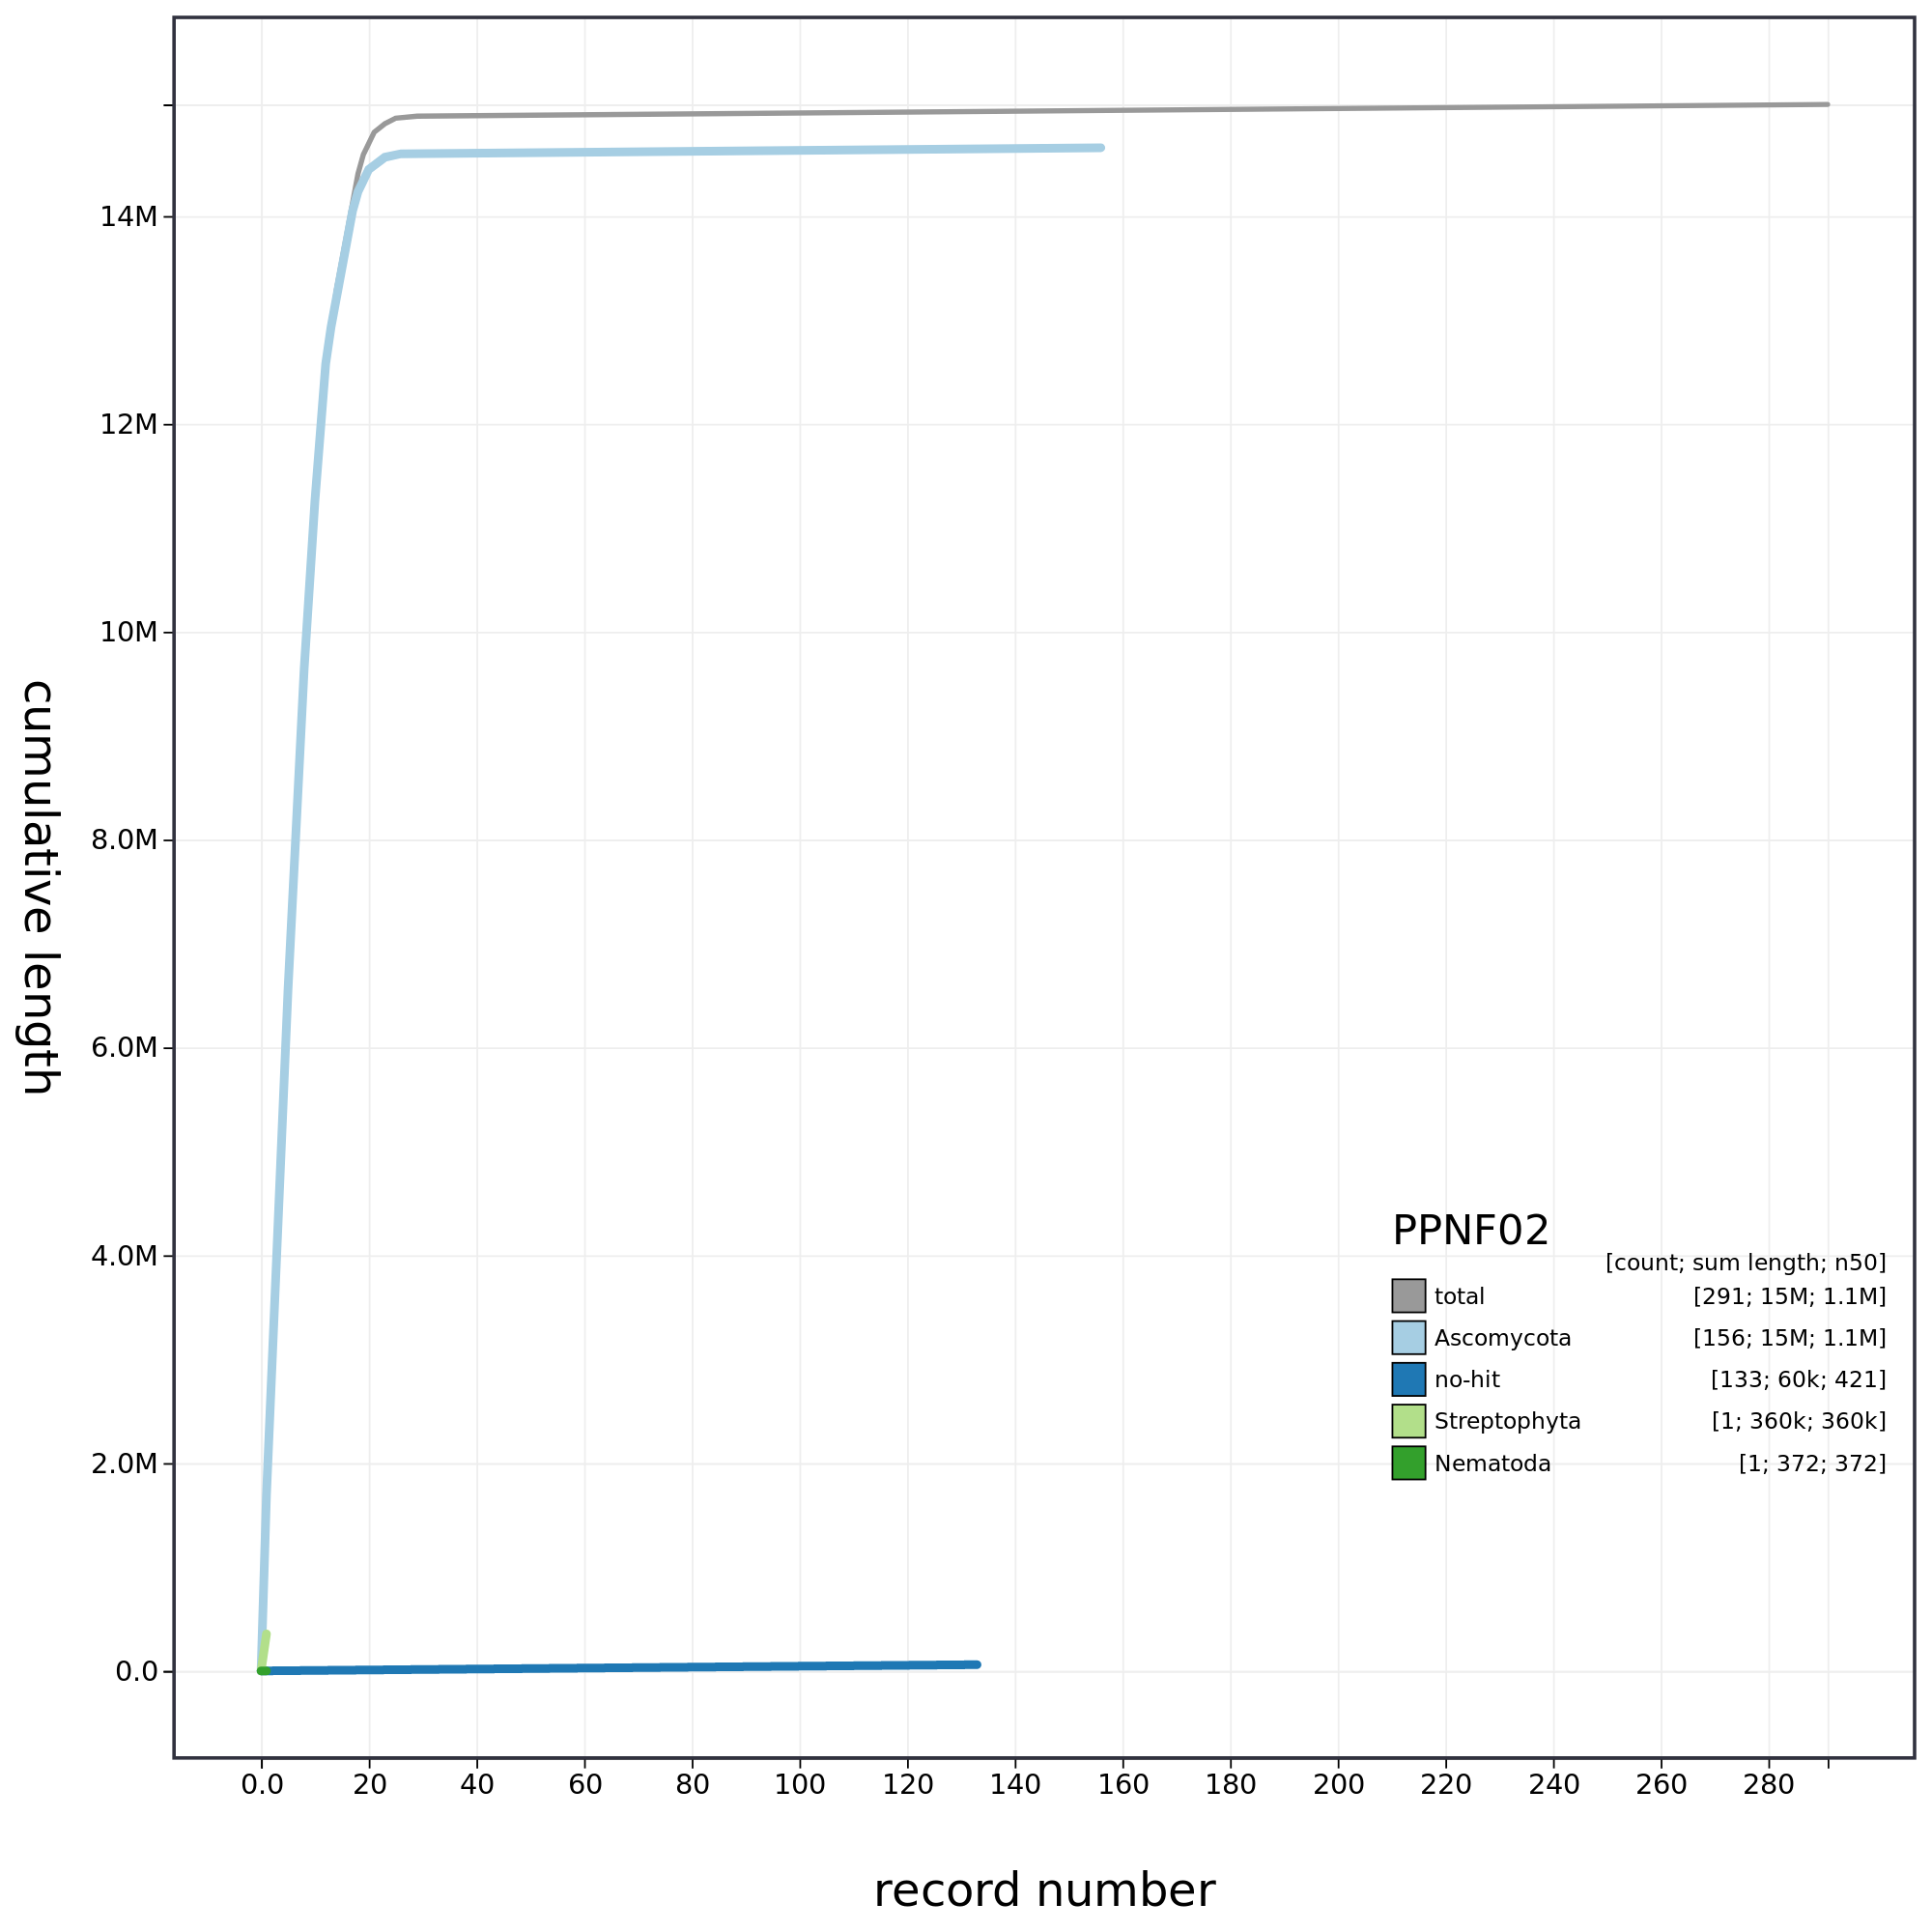 14M
12M
10M
8.0M
6.0M
4.0M
2.0M
0.0
cumulative length
PPNF02
[count; sum length; n50]
total [291; 15M; 1.1M]
Ascomycota [156; 15M; 1.1M]
no-hit [133; 60k; 421]
Streptophyta [1; 360k; 360k]
Nematoda [1; 372; 372]
0.0 20 40 60 80 100 120 140 160 180 200 220 240 260 280
record number